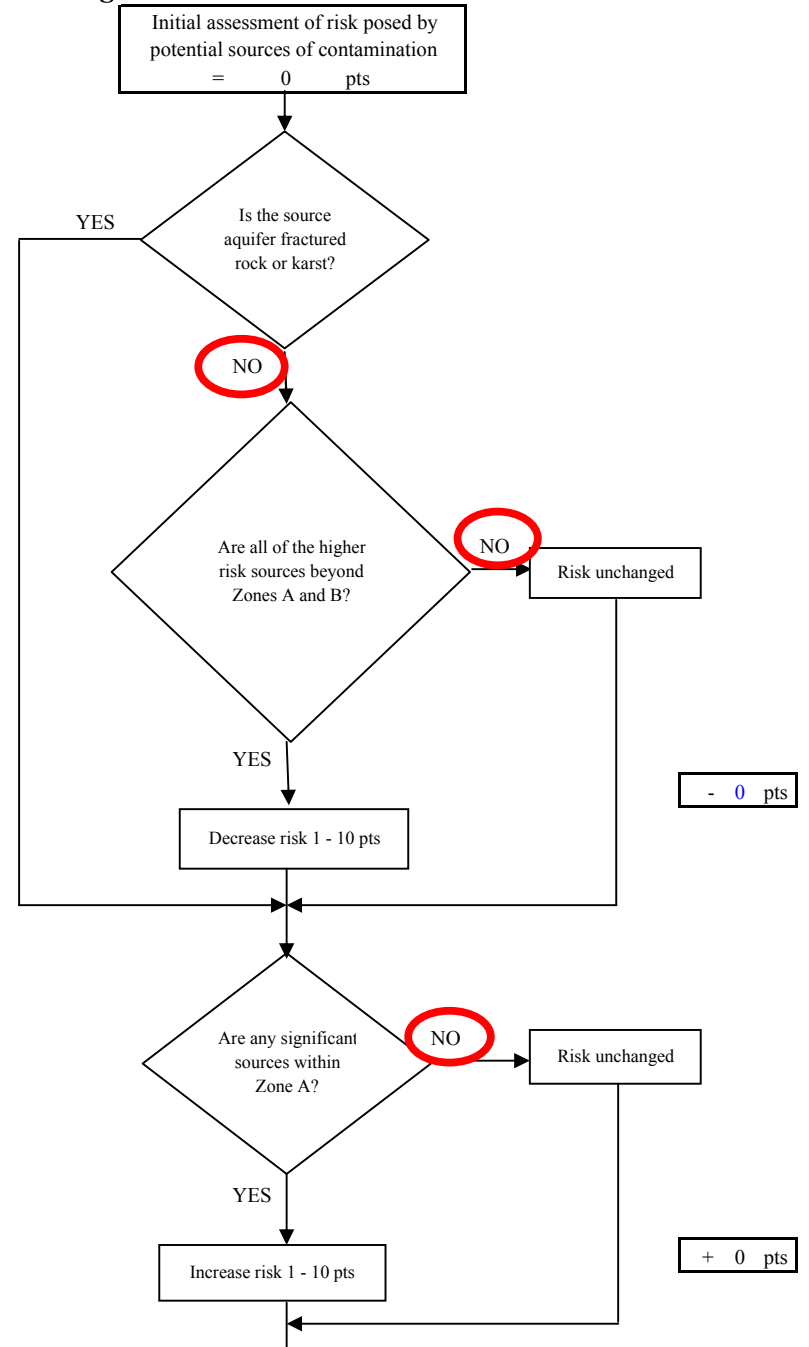 Initial assessment of risk posed by
potential sources of contamination
= 0 pts
YES
Is the source
aquifer fractured
rock or karst?
NO
Are all of the higher
risk sources beyond
Zones A and B?
NO
Risk unchanged
YES
- 0 pts
Decrease risk 1 - 10 pts
Are any significant
sources within
Zone A?
NO
Risk unchanged
YES
+ 0 pts
Increase risk 1 - 10 pts